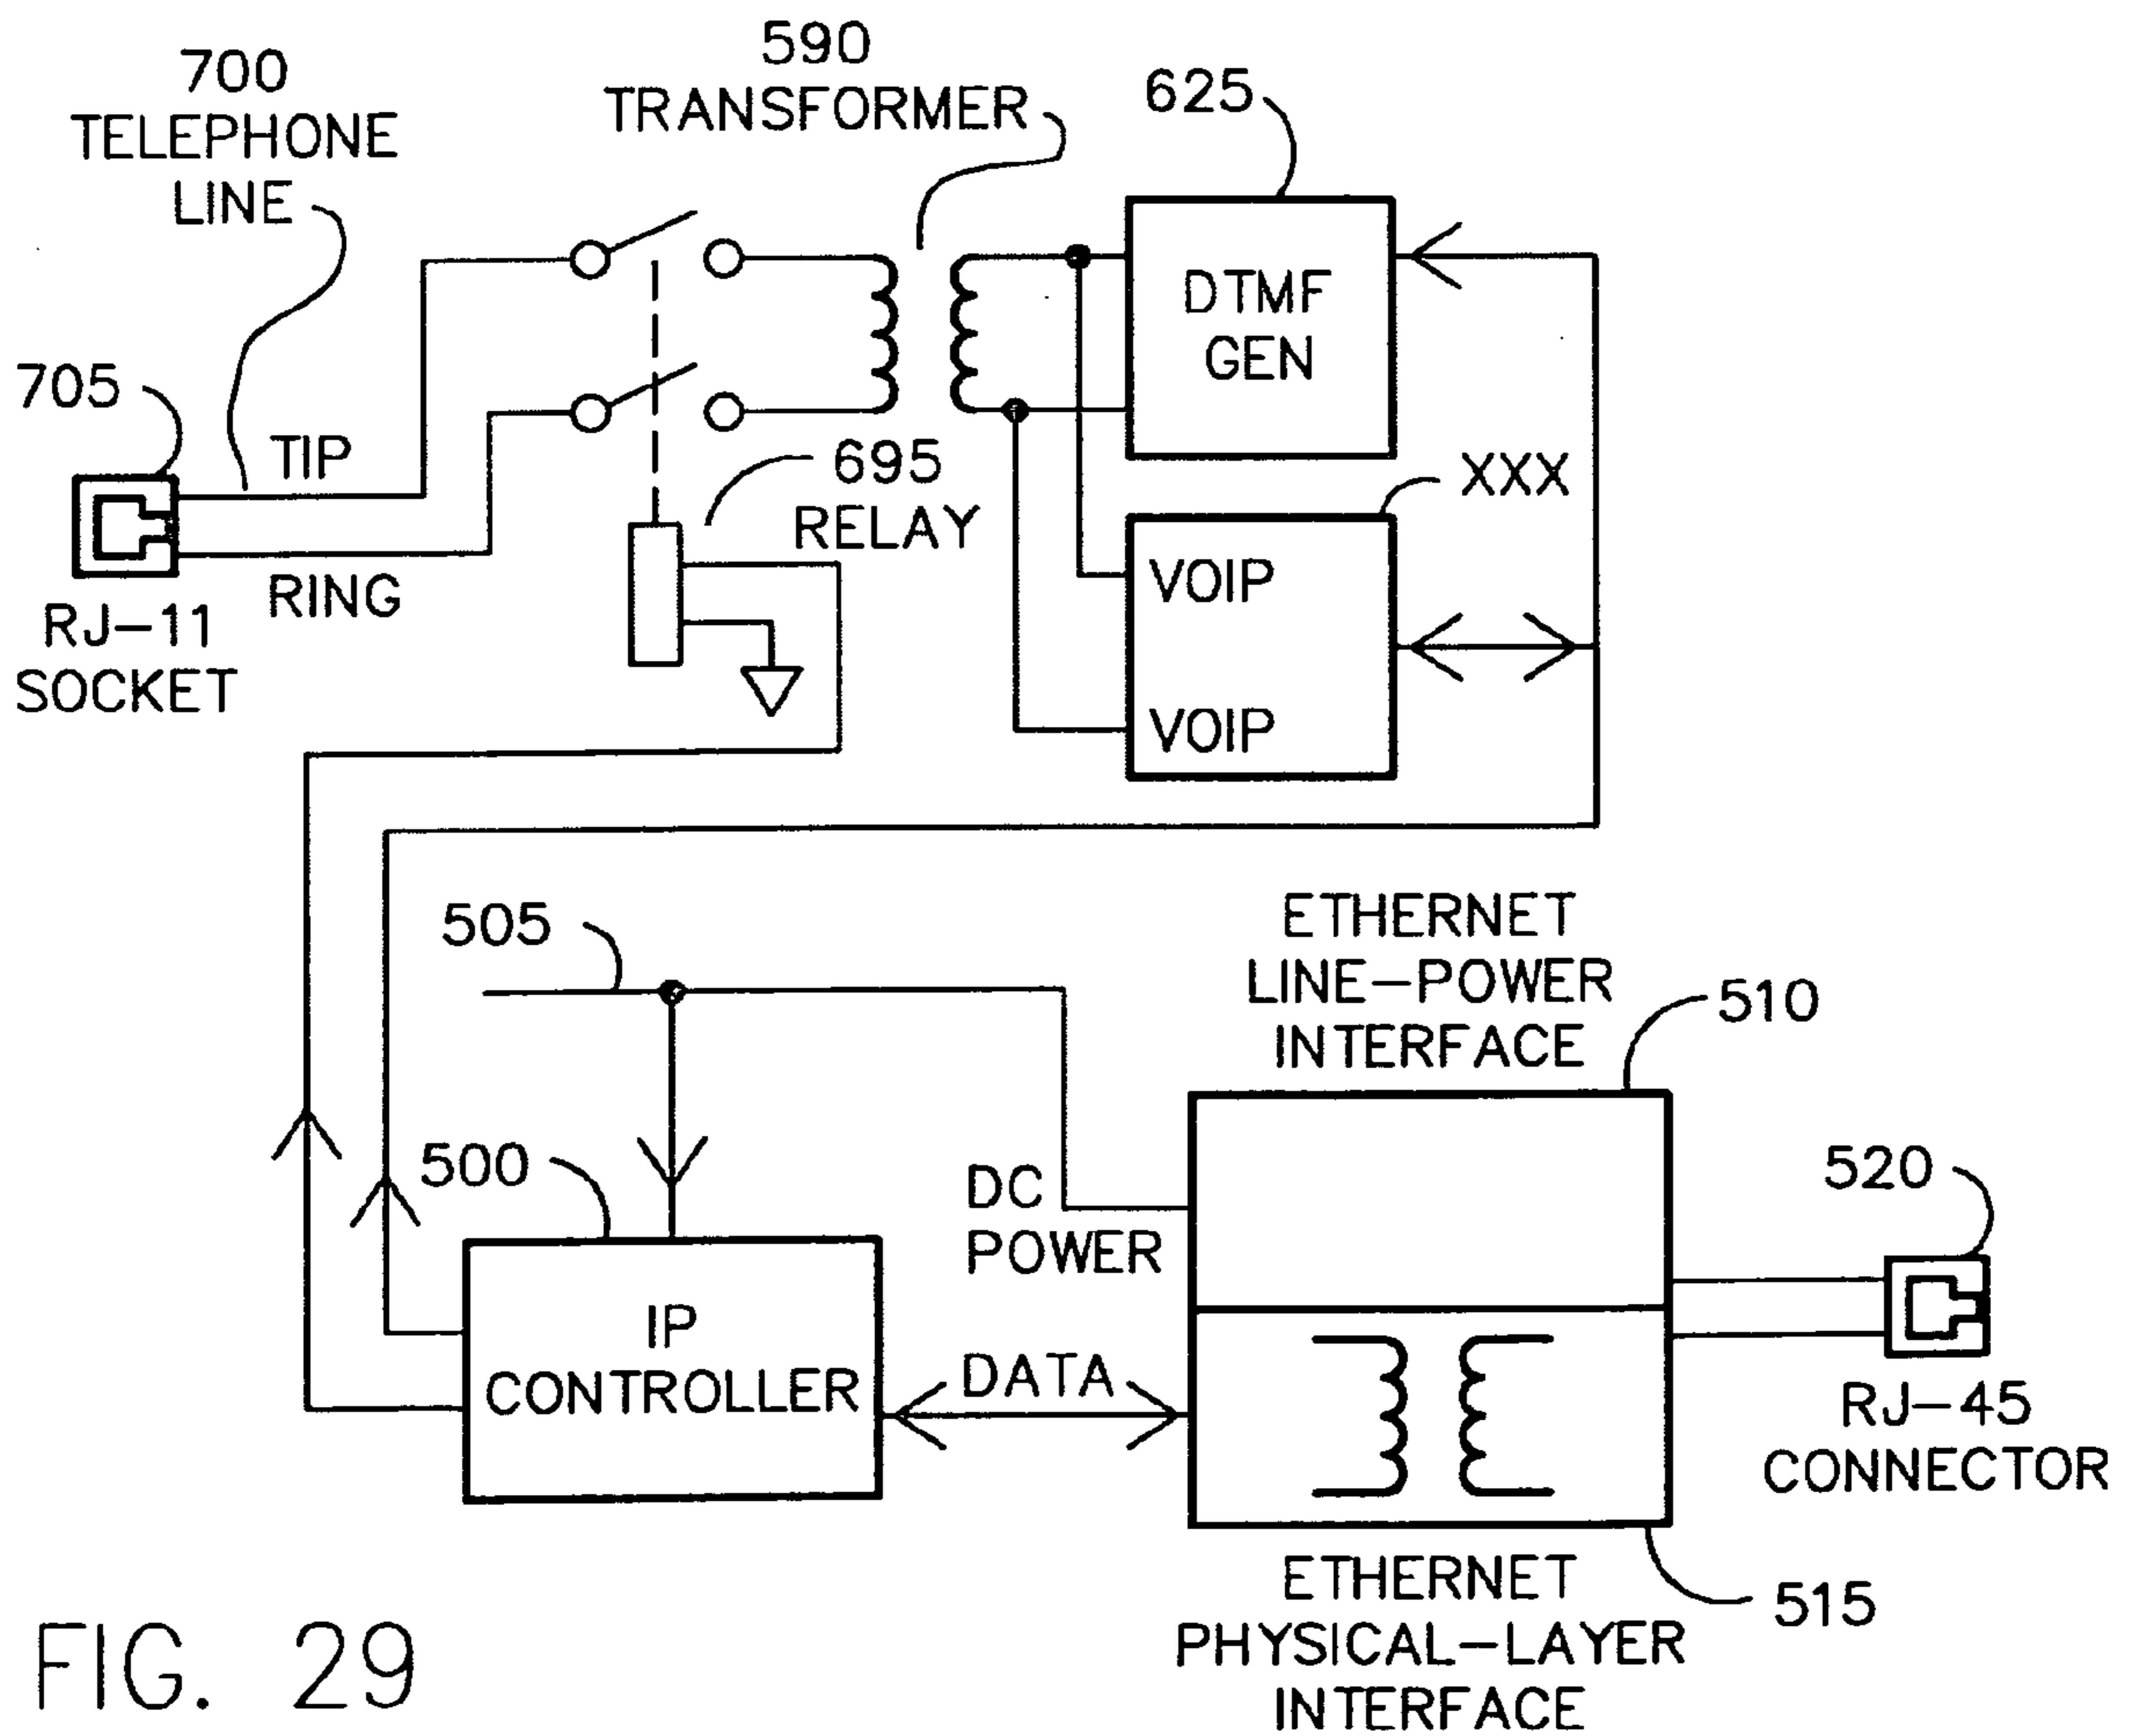 700
TELEPHONE
LINE
590
TRANSFORMER
625
DTMF
GEN
705
TIP
RING
RJ-11
SOCKET
695
RELAY
XXX
VOIP
VOIP
505
ETHERNET
LINE-POWER
INTERFACE
510
500
DC
POWER
520
IP
CONTROLLER
DATA
RJ-45
CONNECTOR
ETHERNET
PHYSICAL-LAYER
INTERFACE
515
FIG. 29